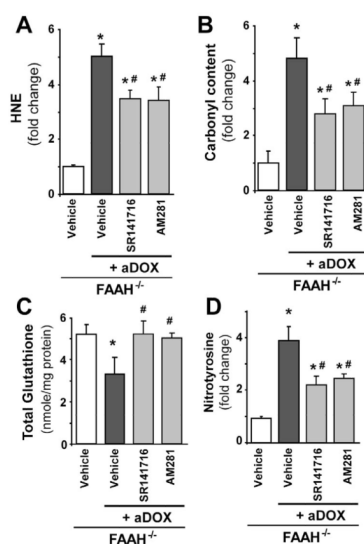 A
HNE
(fold change)
6
4
2
0
*
* #
* #
Vehicle
Vehicle
SR141716
AM281
+ aDOX
FAAH-/-
B
Carbonyl content
(fold change)
6
4
2
0
*
* #
* #
Vehicle
Vehicle
SR141716
AM281
+ aDOX
FAAH-/-
C
Total Glutathione
(nmole/mg protein)
6
4
2
0
*
#
#
Vehicle
Vehicle
SR141716
AM281
+ aDOX
FAAH-/-
D
Nitrotyrosine
(fold change)
4
2
0
*
* #
* #
Vehicle
Vehicle
SR141716
AM281
+ aDOX
FAAH-/-